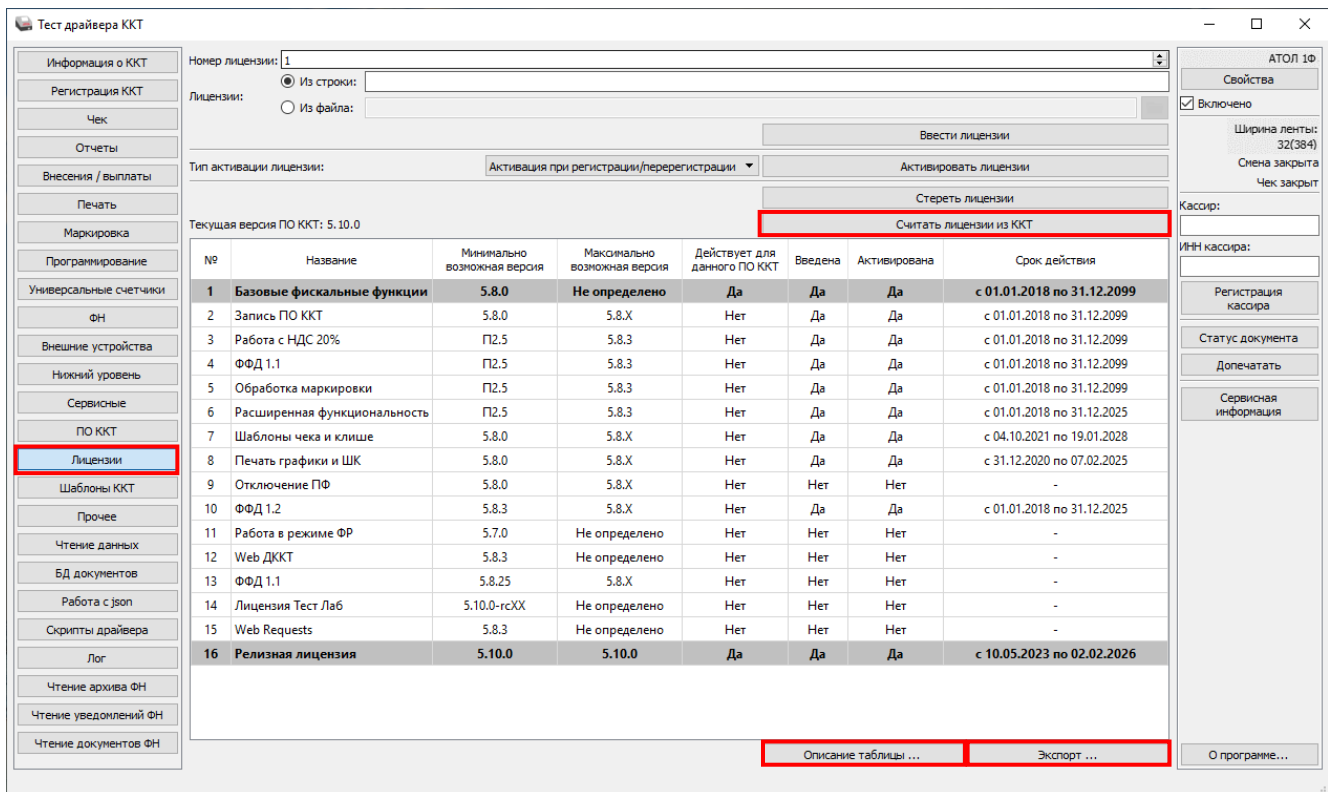 Тест драйвера ККТ
Информация о ККТ
Регистрация ККТ
Чек
Отчеты
Внесения / выплаты
Печать
Маркировка
Программирование
Универсальные счетчики
ФН
Внешние устройства
Нижний уровень
Сервисные
ПО ККТ
Лицензии
Шаблоны ККТ
Прочее
Чтение данных
БД документов
Работа с json
Скрипты драйвера
Лог
Чтение архива ФН
Чтение уведомлений ФН
Чтение документов ФН
Номер лицензии: 1
Лицензии:
Из строки:
Из файла:
Ввести лицензии
Тип активации лицензии: Активация при регистрации/перерегистрации Активировать лицензии
Стереть лицензии
Текущая версия ПО ККТ: 5.10.0 Считать лицензии из ККТ
№ Название Минимально возможная версия Максимально возможная версия Действует для данного ПО ККТ Введена Активирована Срок действия
1 Базовые фискальные функции 5.8.0 Не определено Да Да Да с 01.01.2018 по 31.12.2099
2 Запись ПО ККТ 5.8.0 5.8.X Нет Да Да с 01.01.2018 по 31.12.2099
3 Работа с НДС 20% П2.5 5.8.3 Нет Да Да с 01.01.2018 по 31.12.2099
4 ФФД 1.1 П2.5 5.8.3 Нет Да Да с 01.01.2018 по 31.12.2099
5 Обработка маркировки П2.5 5.8.3 Нет Да Да с 01.01.2018 по 31.12.2099
6 Расширенная функциональность П2.5 5.8.3 Нет Да Да с 01.01.2018 по 31.12.2025
7 Шаблоны чека и клише 5.8.0 5.8.X Нет Да Да с 04.10.2021 по 19.01.2028
8 Печать графики и ШК 5.8.0 5.8.X Нет Да Да с 31.12.2020 по 07.02.2025
9 Отключение ПФ 5.8.0 5.8.X Нет Нет Нет -
10 ФФД 1.2 5.8.3 5.8.X Нет Да Да с 01.01.2018 по 31.12.2025
11 Работа в режиме ФР 5.7.0 Не определено Нет Нет Нет -
12 Web ДККТ 5.8.3 Не определено Нет Нет Нет -
13 ФФД 1.1 5.8.25 5.8.X Нет Нет Нет -
14 Лицензия Тест Лаб 5.10.0-rcXX Не определено Нет Нет Нет -
15 Web Requests 5.8.3 Не определено Нет Нет Нет -
16 Релизная лицензия 5.10.0 5.10.0 Да Да Да с 10.05.2023 по 02.02.2026
Описание таблицы ... Экспорт ...
АТОЛ 1Ф
Свойства
Включено
Ширина ленты:
32(384)
Смена закрыта
Чек закрыт
Кассир:
ИНН кассира:
Регистрация
кассира
Статус документа
Допечатать
Сервисная
информация
О программе...